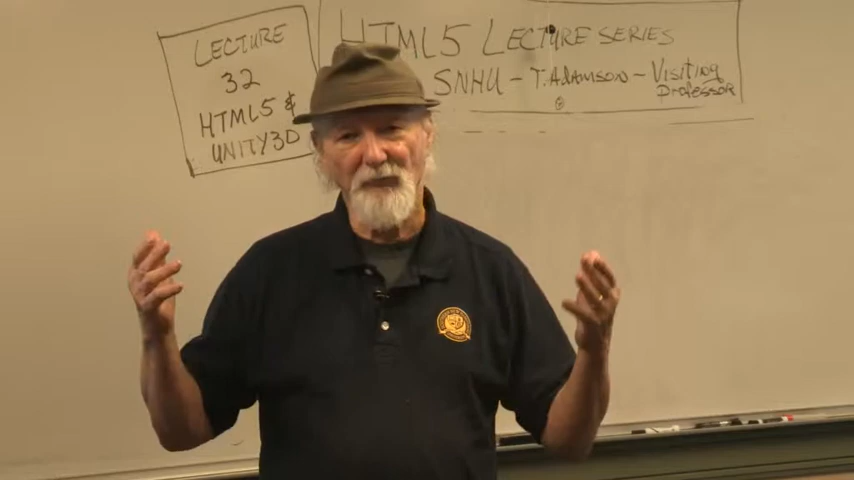 LECTURE
32
HTML5 &
UNITY3D
HTML5 LECTURE SERIES
SNHU - T. ADAMSON - VISITING
PROFESSOR